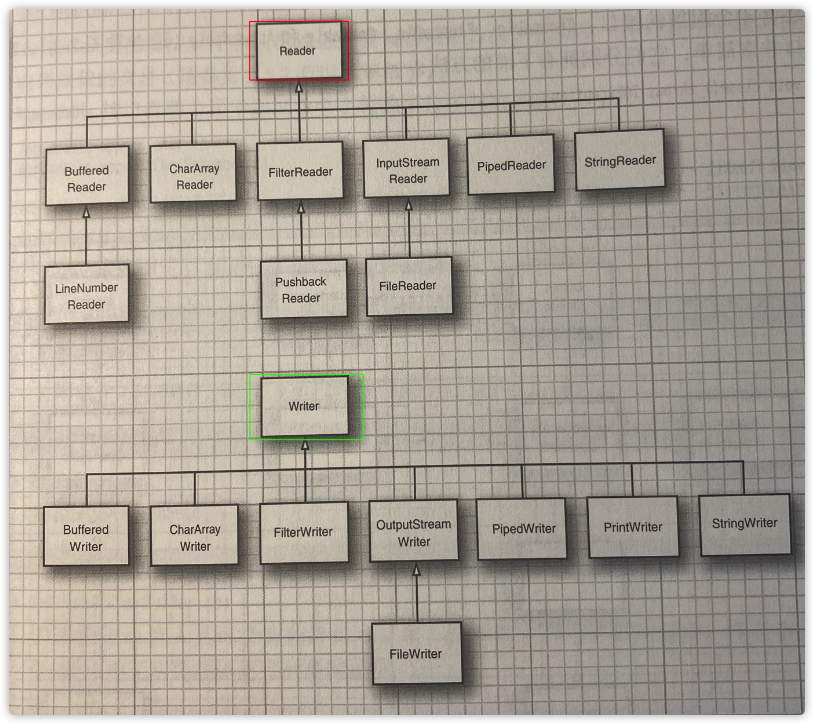 Reader
Buffered
Reader
CharArray
Reader
FilterReader
InputStream
Reader
PipedReader
StringReader
LineNumber
Reader
Pushback
Reader
FileReader
Writer
Buffered
Writer
CharArray
Writer
FilterWriter
OutputStream
Writer
PipedWriter
PrintWriter
StringWriter
FileWriter